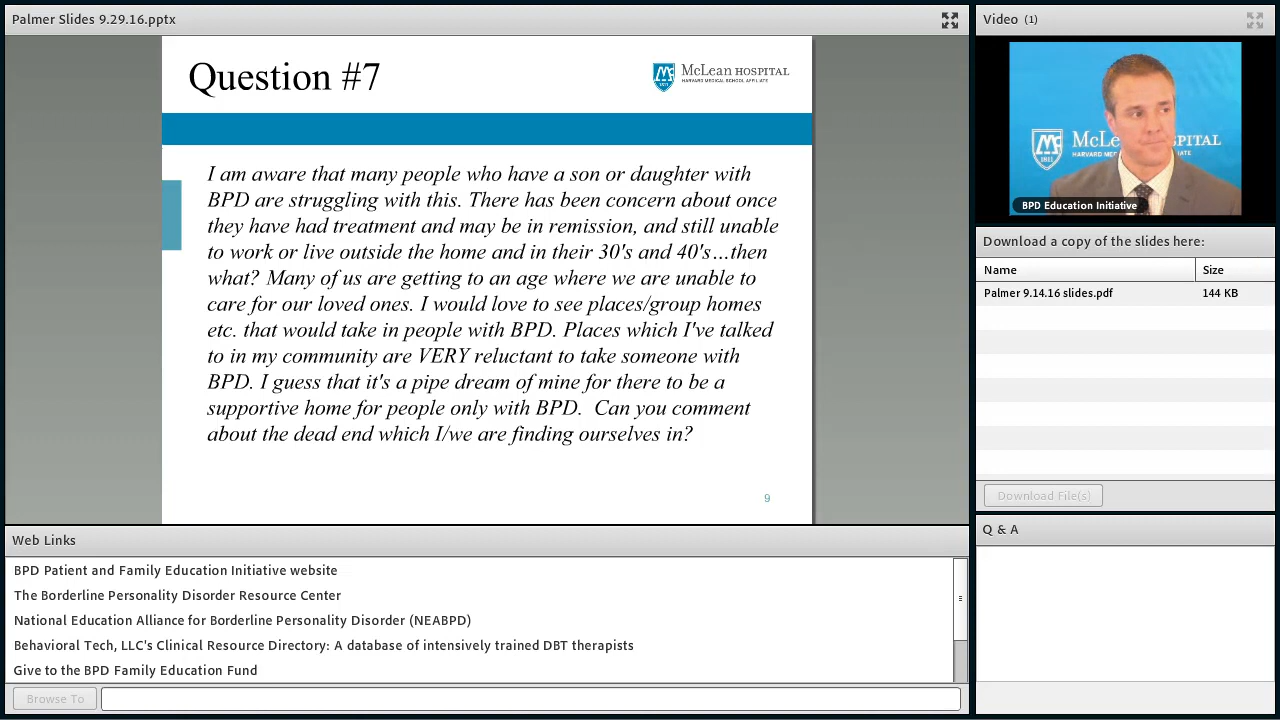 Palmer Slides 9.29.16.pptx
Question #7
McLEAN HOSPITAL
HARVARD MEDICAL SCHOOL AFFILIATE
1811
I am aware that many people who have a son or daughter with
BPD are struggling with this. There has been concern about once
they have had treatment and may be in remission, and still unable
to work or live outside the home and in their 30's and 40's…then
what? Many of us are getting to an age where we are unable to
care for our loved ones. I would love to see places/group homes
etc. that would take in people with BPD. Places which I've talked
to in my community are VERY reluctant to take someone with
BPD. I guess that it's a pipe dream of mine for there to be a
supportive home for people only with BPD.  Can you comment
about the dead end which I/we are finding ourselves in?
9
Web Links
BPD Patient and Family Education Initiative website
The Borderline Personality Disorder Resource Center
National Education Alliance for Borderline Personality Disorder (NEABPD)
Behavioral Tech, LLC's Clinical Resource Directory: A database of intensively trained DBT therapists
Give to the BPD Family Education Fund
Browse To
Video (1)
1811
BPD Education Initiative
Download a copy of the slides here:
Name Size
Palmer 9.14.16 slides.pdf 144 KB
Download File(s)
Q & A